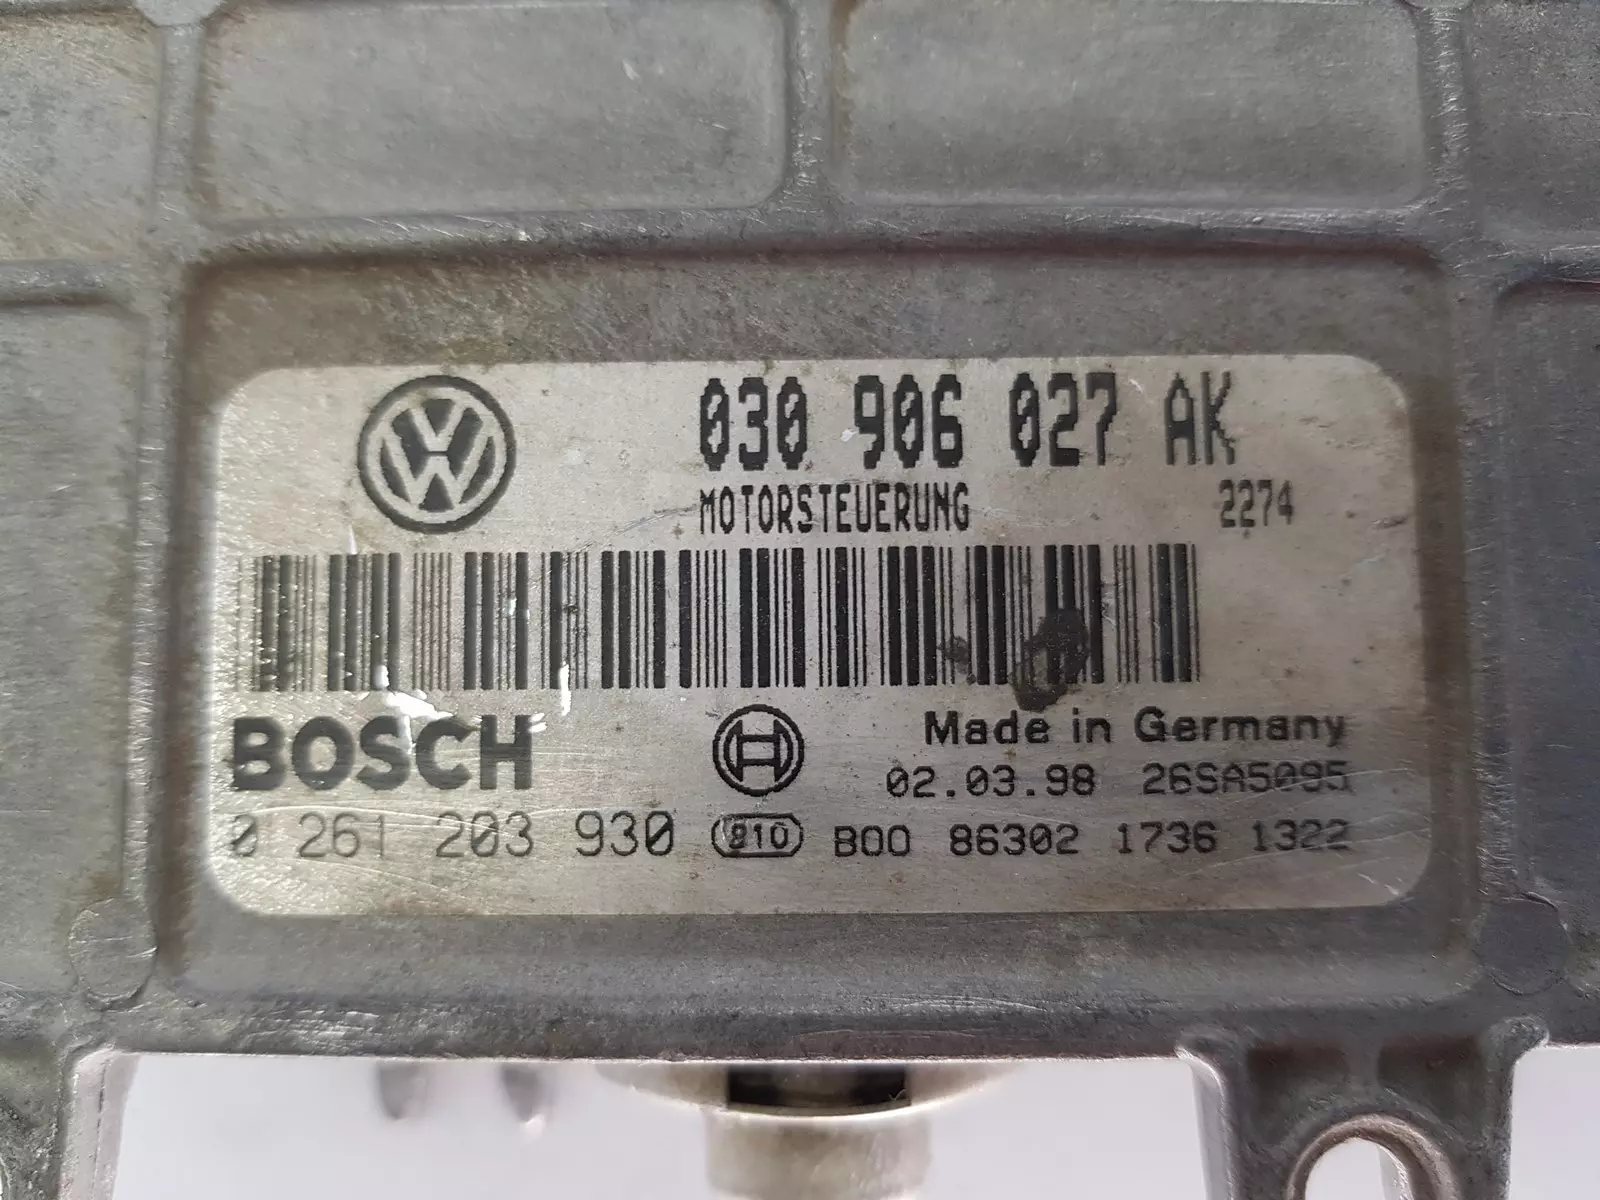 030 906 027 AK
MOTORSTEUERUNG 2274
BOSCH
Made in Germany
02.03.98 26SA5095
0 261 203 930 910 B00 86302 1736 1322